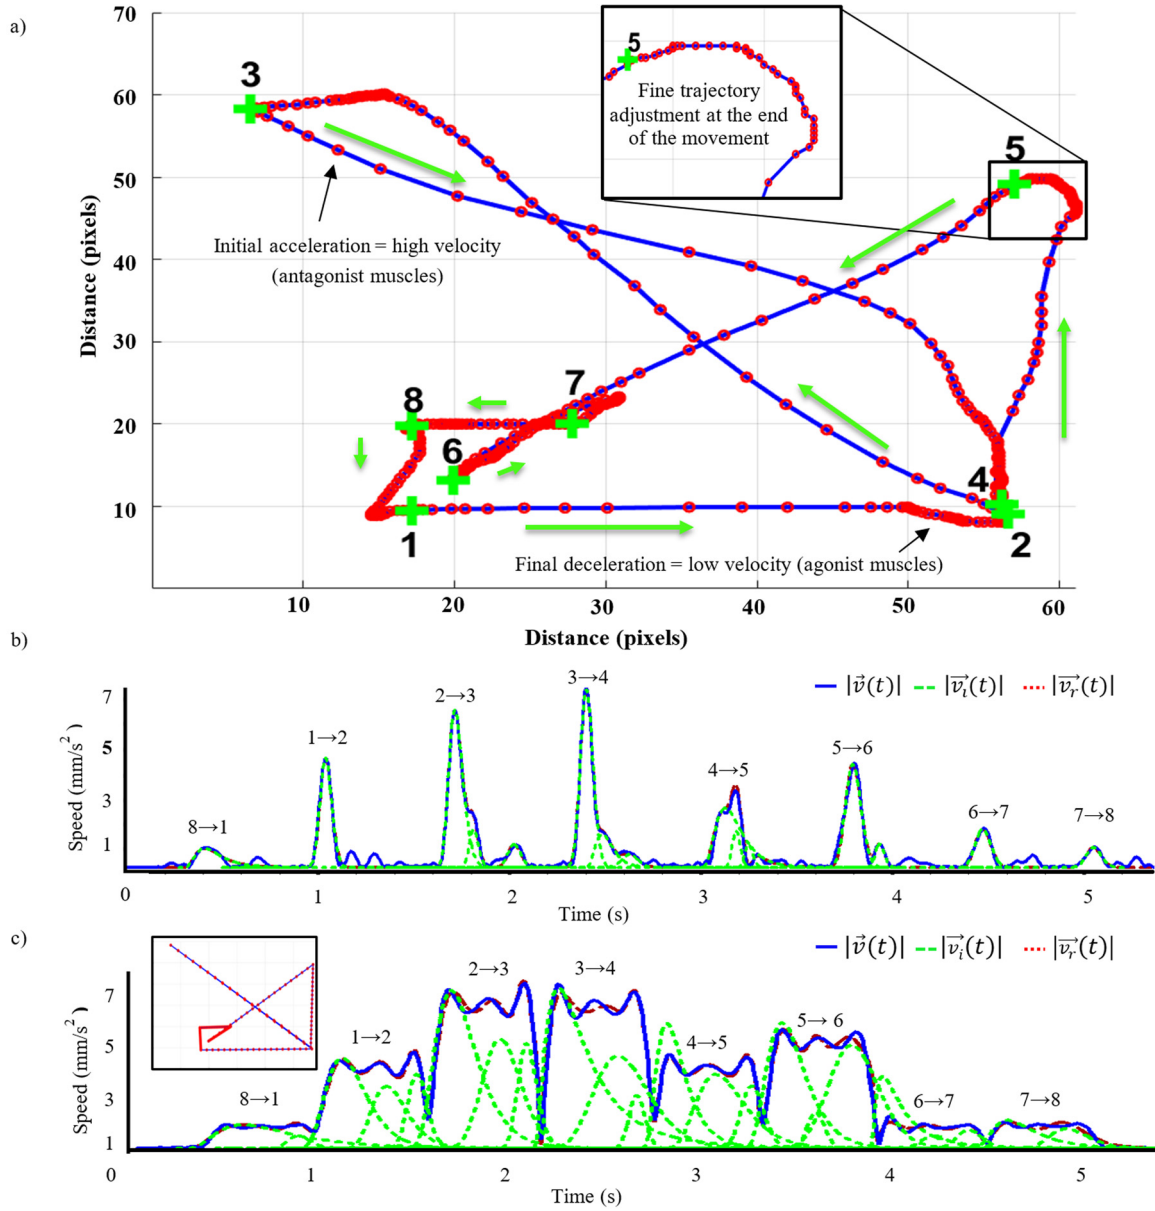 a)
70
60
50
40
30
20
10
Distance (pixels)
3
5
Fine trajectory
adjustment at the end
of the movement
5
Initial acceleration = high velocity
(antagonist muscles)
7
8
6
4
1
2
Final deceleration = low velocity (agonist muscles)
10
20
30
40
50
60
Distance (pixels)
b)
7
5
3
1
Speed (mm/s²)
8→1
1→2
2→3
3→4
4→5
5→6
6→7
7→8
|v⃗(t)|
|v⃗ᵢ(t)|
|v⃗ᵣ(t)|
0
1
2
3
4
5
Time (s)
c)
7
5
3
1
Speed (mm/s²)
8→1
1→2
2→3
3→4
4→5
5→ 6
6→7
7→8
|v⃗(t)|
|v⃗ᵢ(t)|
|v⃗ᵣ(t)|
0
1
2
3
4
5
Time (s)